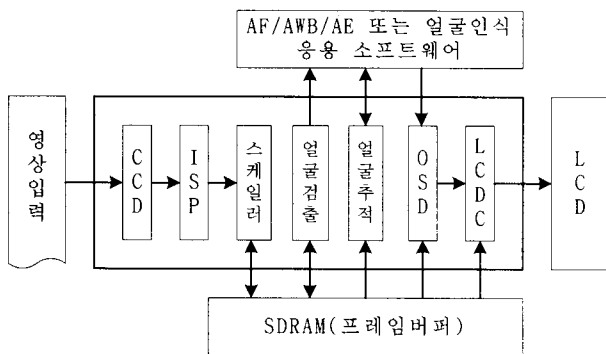 AF/AWB/AE 또는 얼굴인식
응용 소프트웨어
영상입력
CCD
ISP
스케일러
얼굴검출
얼굴추적
OSD
LCDC
LCD
SDRAM(프레임버퍼)